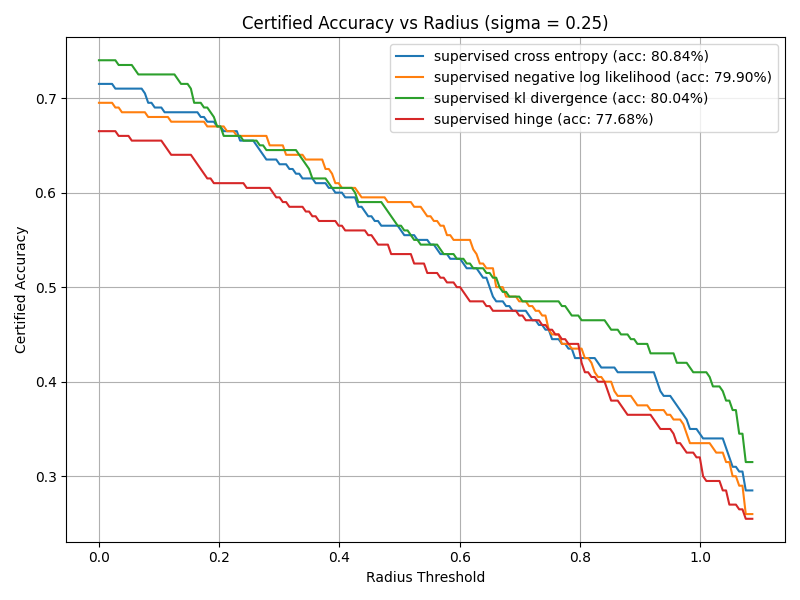 Certified Accuracy vs Radius (sigma = 0.25)
supervised cross entropy (acc: 80.84%)
supervised negative log likelihood (acc: 79.90%)
supervised kl divergence (acc: 80.04%)
supervised hinge (acc: 77.68%)
Certified Accuracy
0.7
0.6
0.5
0.4
0.3
0.0 0.2 0.4 0.6 0.8 1.0
Radius Threshold